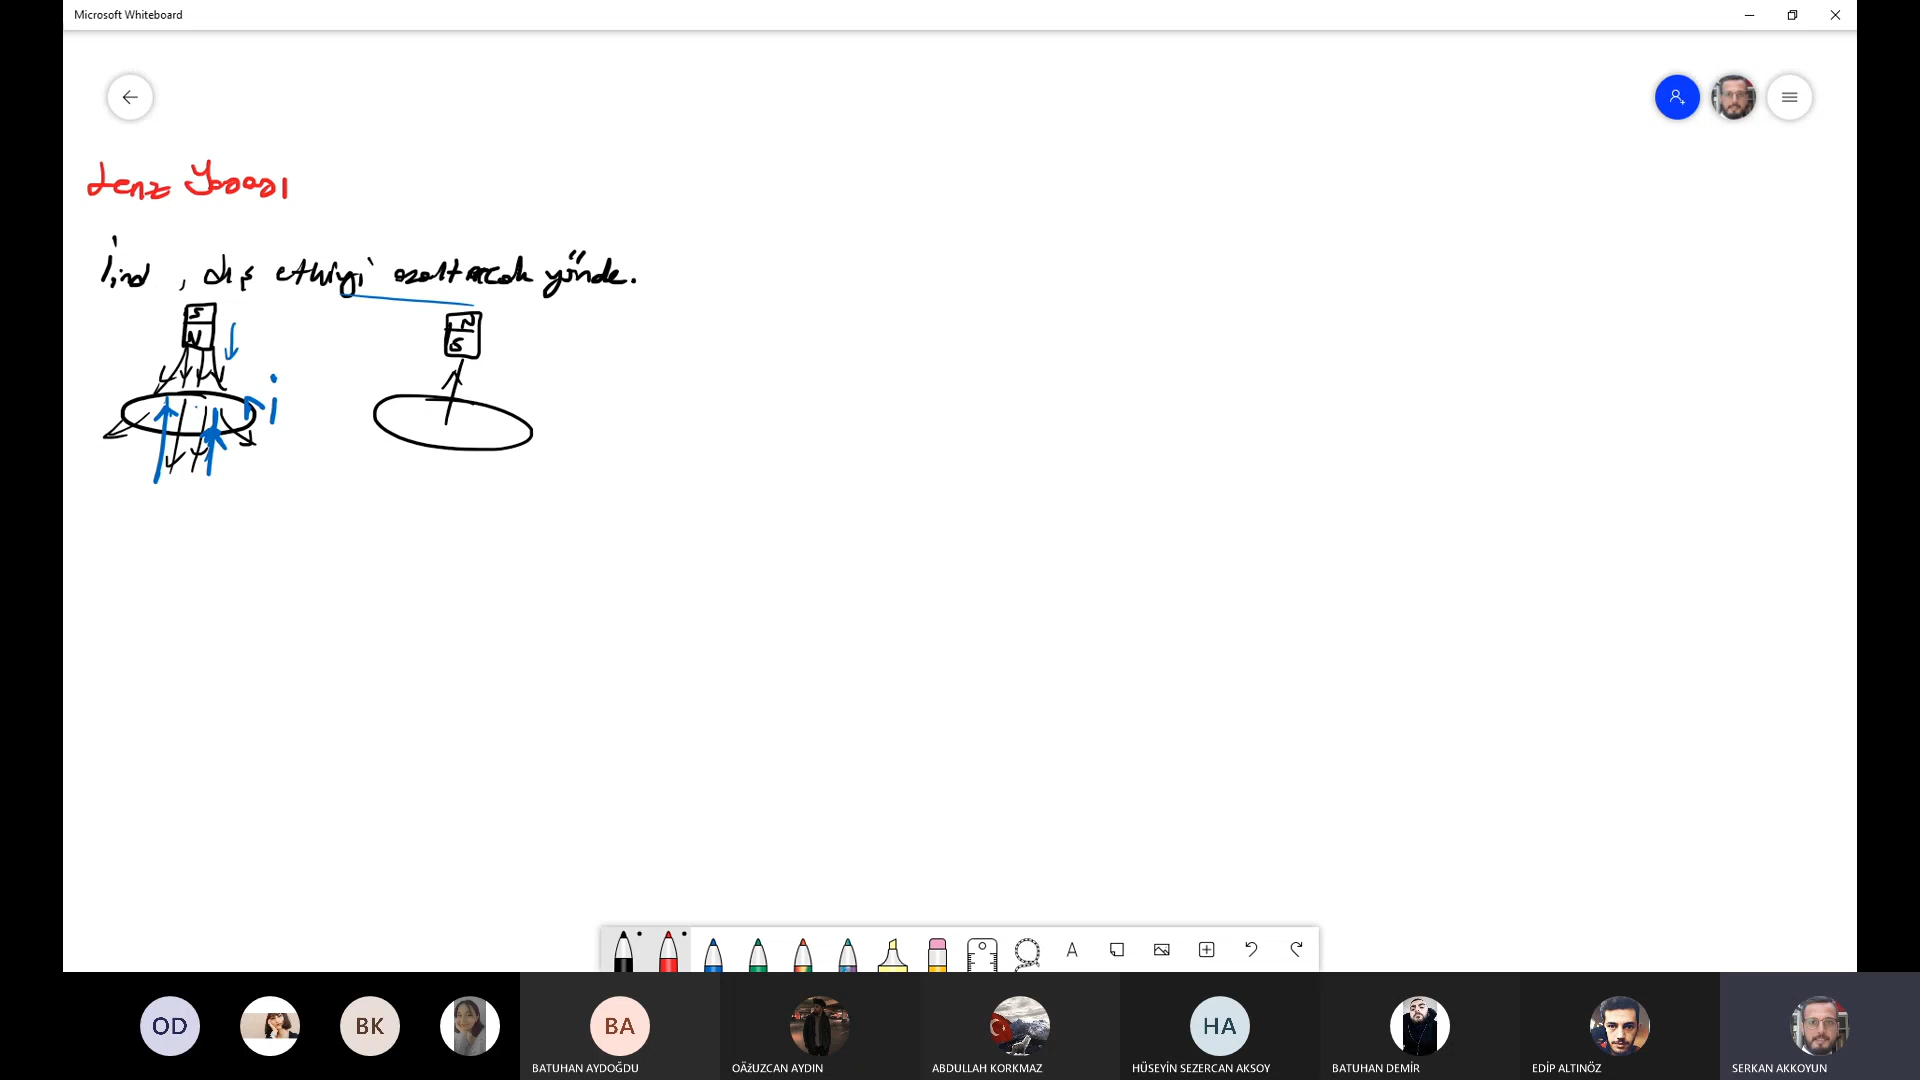 Microsoft Whiteboard
Lenz Yasası
İind , dış etkiyi azaltacak yönde.
S
N
i
N
S
A
OD
BK
BA
HA
BATUHAN AYDOĞDU
OÄžUZCAN AYDIN
ABDULLAH KORKMAZ
HÜSEYİN SEZERCAN AKSOY
BATUHAN DEMİR
EDİP ALTINÖZ
SERKAN AKKOYUN